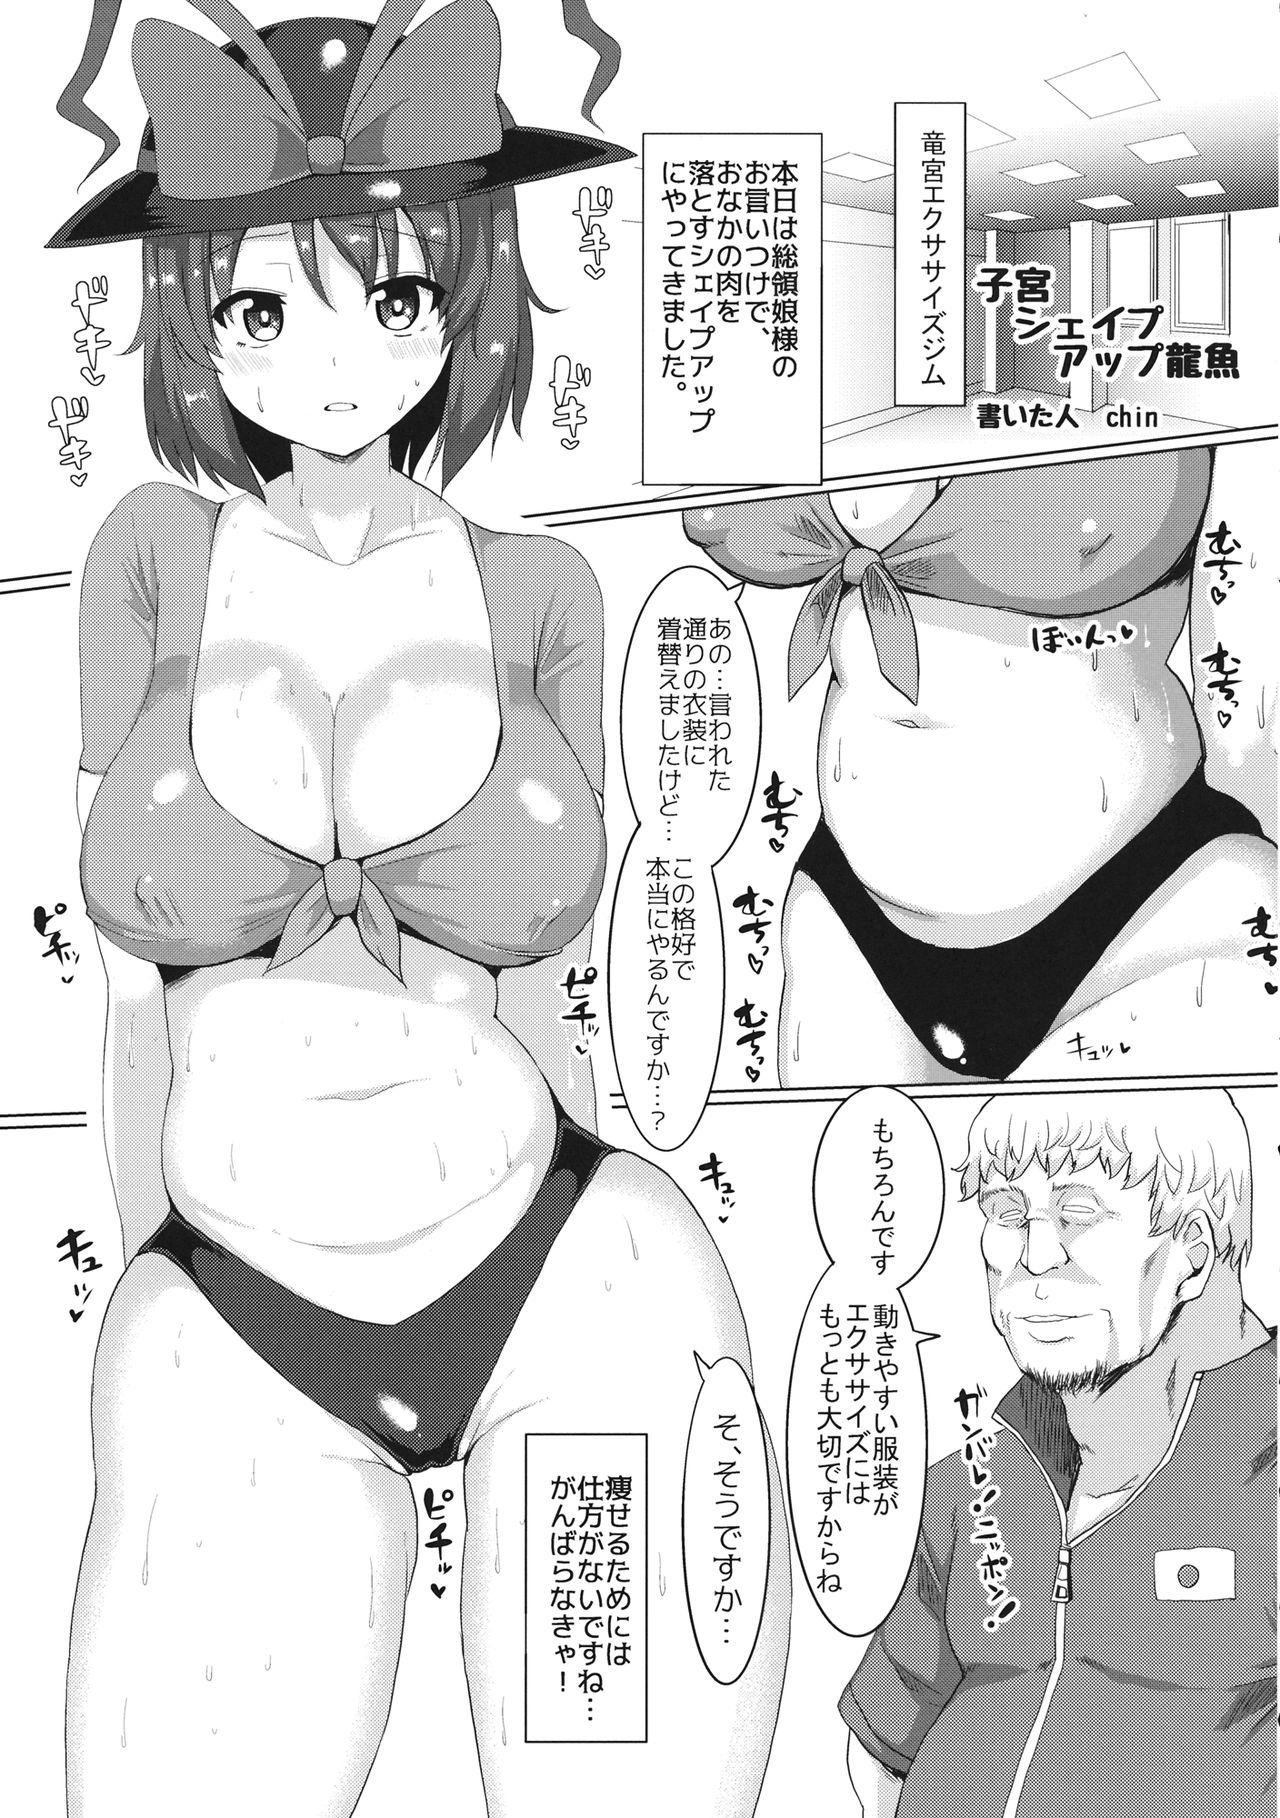 竜宮エクササイズジム
子宮
シェイプ
アップ龍魚
書いた人　chin
本日は総領娘様の
お言いつけで、
おなかの肉を
落とすシェイプアップ
にやってきました。
ドキ
ドキ♡
ドキ
ドキ♡
ドキ
ドキ♡
ドキ
ドキ♡
むちっ♡
むちっ♡
ぼいんっ♡
あの…言われた
通りの衣装に
着替えましたけど…
この格好で
本当にやるんですか…?
むちっ♡
むちっ♡
むちっ♡
むちっ
キュッ♡
ピチッ♡
ピチッ♡
もちろんです
動きやすい服装が
エクササイズには
もっとも大切ですからね
ガンバレ!ニッポン!
キュッ♡
キュッ♡
そ、そうですか…
ピチッ♡
痩せるためには
仕方がないですね…
がんばらなきゃ!